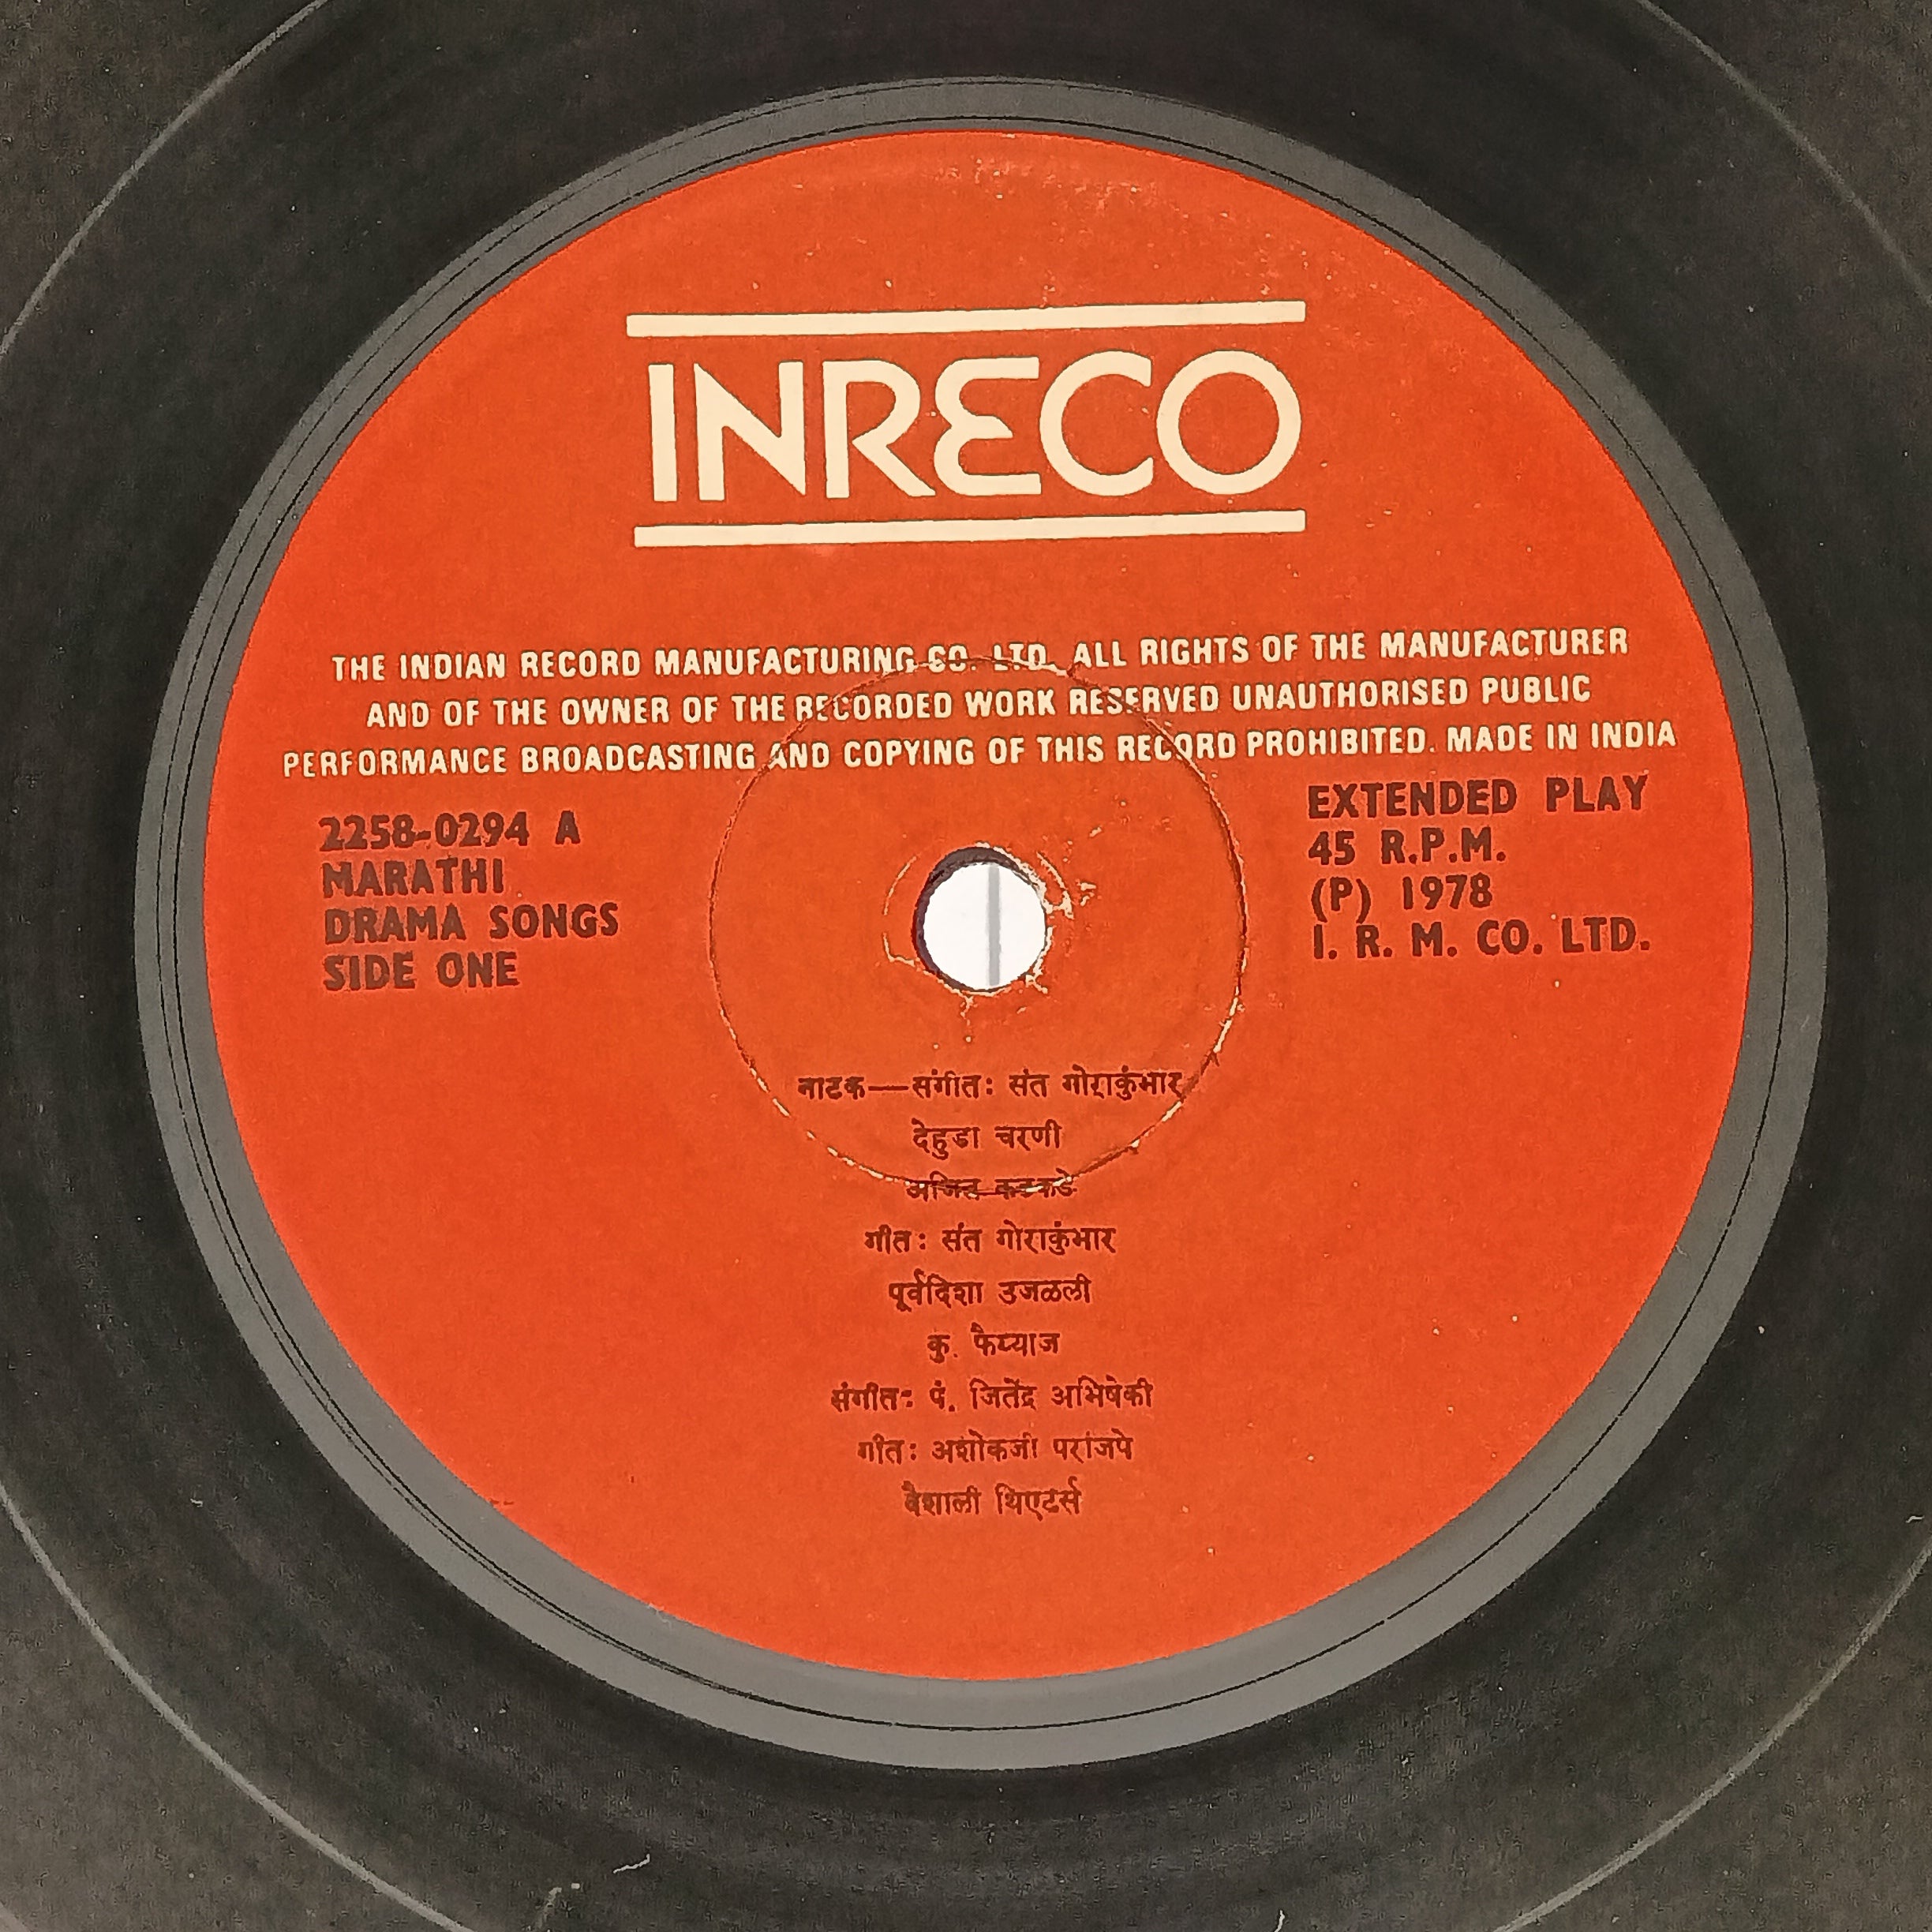 INRECO
THE INDIAN RECORD MANUFACTURING CO. LTD. ALL RIGHTS OF THE MANUFACTURER
AND OF THE OWNER OF THE RECORDED WORK RESERVED UNAUTHORISED PUBLIC
PERFORMANCE BROADCASTING AND COPYING OF THIS RECORD PROHIBITED. MADE IN INDIA
2258-0294 A
MARATHI
DRAMA SONGS
SIDE ONE
EXTENDED PLAY
45 R.P.M.
(P) 1978
I. R. M. CO. LTD.
नाटक—संगीत: संत गोराकुंभार
देहुडा चरणी
अजित कडकडे
गीत: संत गोराकुंभार
पूर्वदिशा उजळली
कु. फैय्याज
संगीत: पं. जितेंद्र अभिषेकी
गीत: अशोकजी परांजपे
वैशाली थिएटर्स